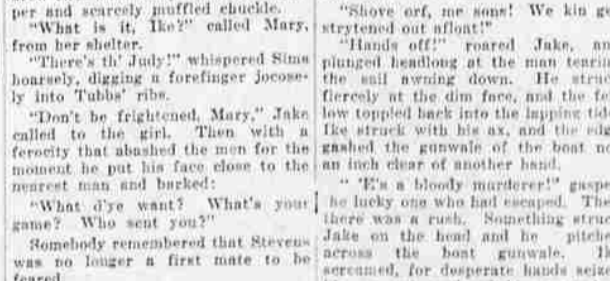 per and scarcely muffled chuckle.
"What is it, Ike?" called Mary,
from her shelter.
"There's th' Judy!" whispered Sims
hoarsely, digging a forefinger jocose-
ly into Tubbs' ribs.
"Don't be frightened, Mary," Jake
called to the girl. Then with a
ferocity that abashed the men for the
moment he put his face close to the
nearest man and barked:
"What d'ye want? What's your
game? Who sent you?"
Somebody remembered that Stevens
was no longer a first mate to be
feared
"Shove orf, me sons! We kin ge
strytened out afloat!"
"Hands off!" roared Jake, an
plunged headlong at the man tearin
the sail awning down. He stru
fiercely at the dim face, and the fe
low toppled back into the lapping tid
Ike struck with his ax, and the ed
gashed the gunwale of the boat no
an inch clear of another hand.
" 'E's a bloody murderer!" gaspe
he lucky one who had escaped. The
there was a rush. Something struc
Jake on the head and he pitche
across the boat gunwale. H
screamed, for desperate hands seize